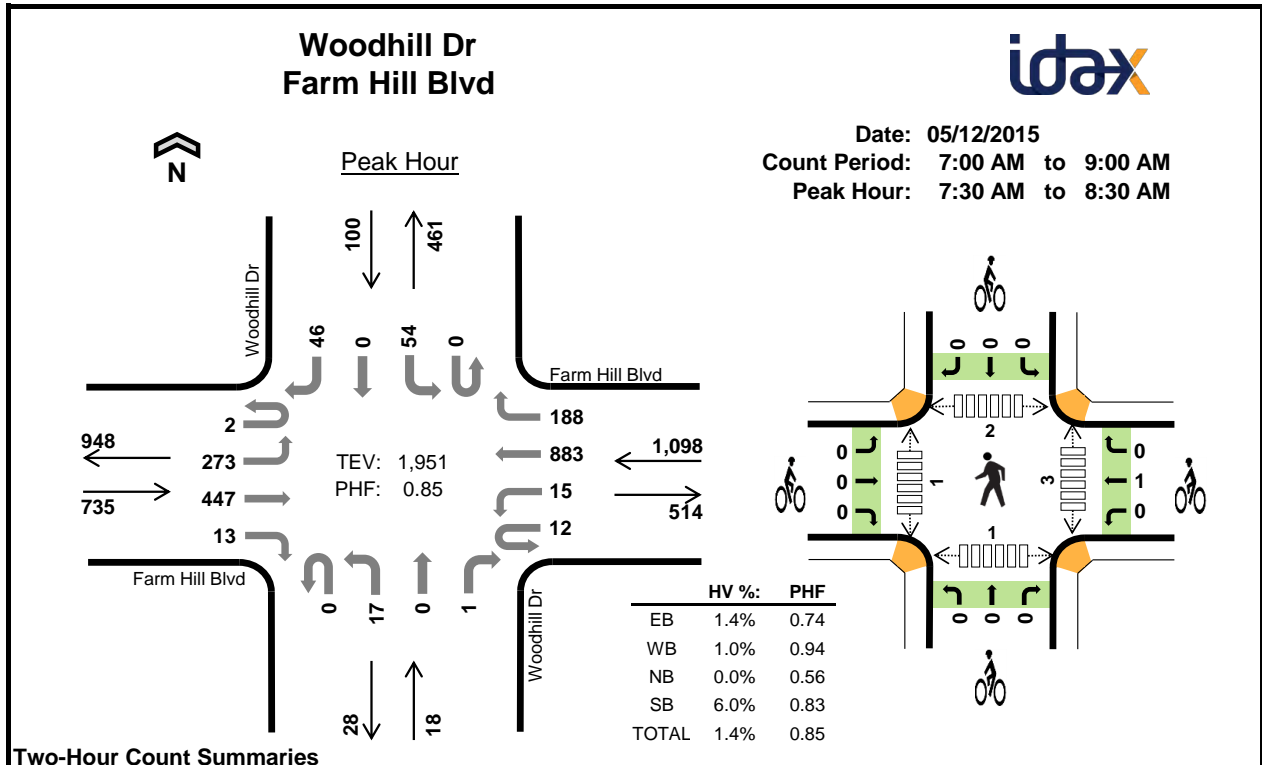 Woodhill Dr
Farm Hill Blvd
idax
Date: 05/12/2015
Count Period: 7:00 AM to 9:00 AM
Peak Hour: 7:30 AM to 8:30 AM
N
Peak Hour
100
461
Woodhill Dr
46
0
54
0
Farm Hill Blvd
2
273
447
13
948
735
TEV: 1,951
PHF: 0.85
188
883
15
12
1,098
514
Farm Hill Blvd
0
17
0
1
Woodhill Dr
28
18
HV %: PHF
EB 1.4% 0.74
WB 1.0% 0.94
NB 0.0% 0.56
SB 6.0% 0.83
TOTAL 1.4% 0.85
0 0 0
2
0
0
0
1
3
0
1
0
1
0 0 0
Two-Hour Count Summaries